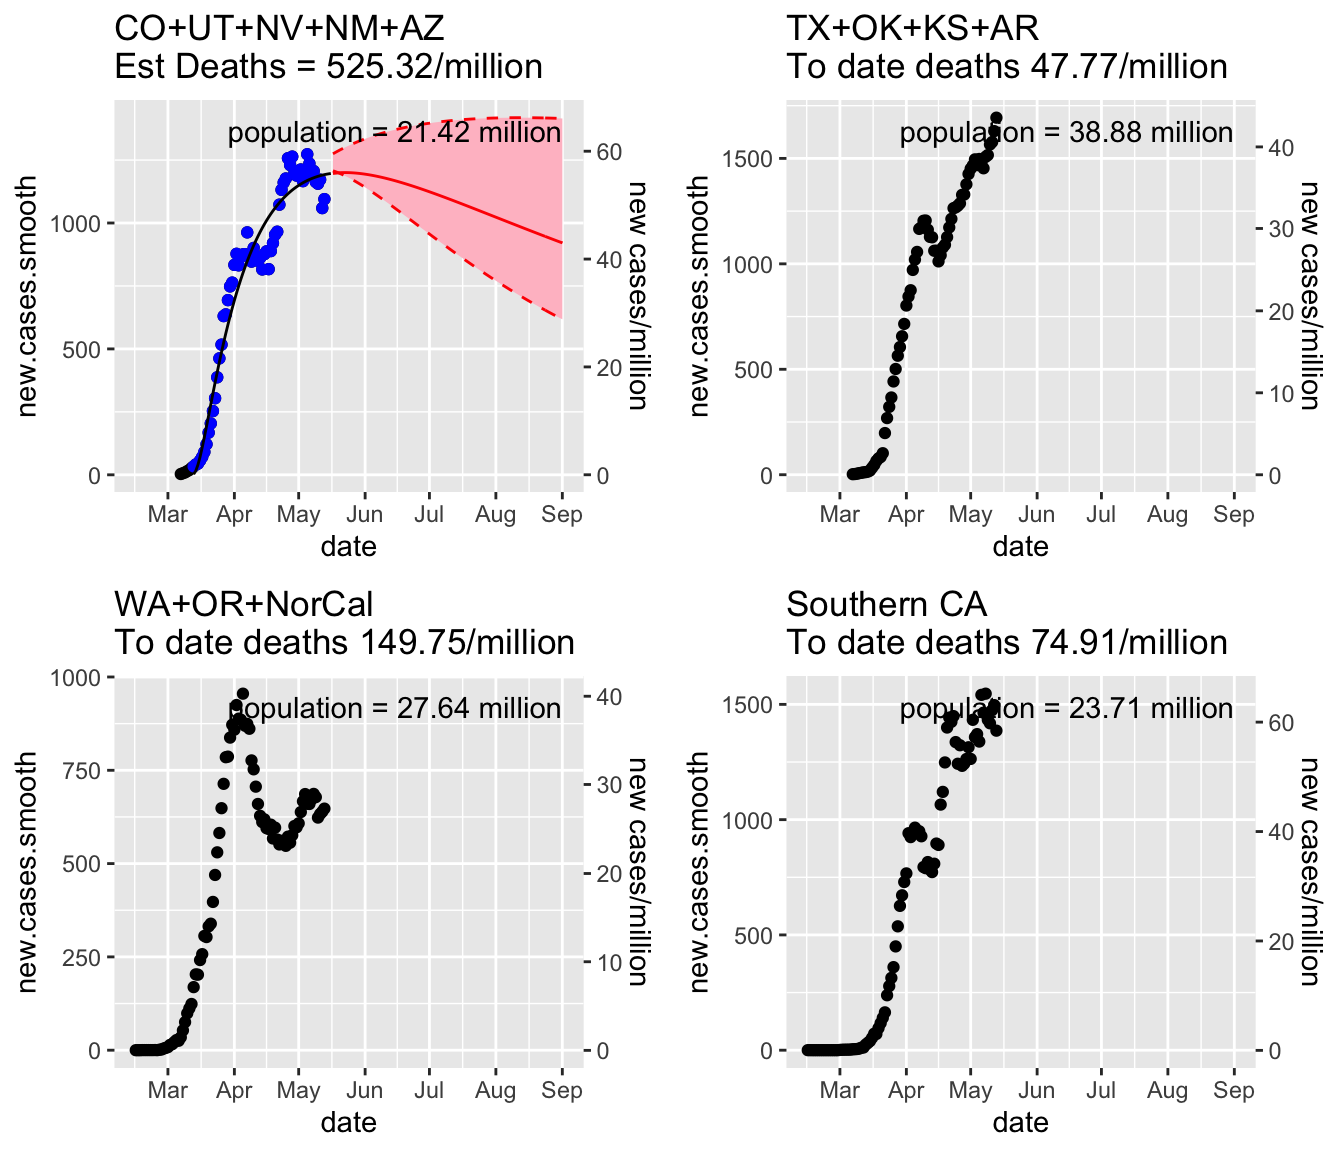 CO+UT+NV+NM+AZ
Est Deaths = 525.32/million
population = 21.42 million
new.cases.smooth
1000
500
0
60
40
20
0
new cases/million
Mar Apr May Jun Jul Aug Sep
date
TX+OK+KS+AR
To date deaths 47.77/million
population = 38.88 million
new.cases.smooth
1500
1000
500
0
40
30
20
10
0
new cases/million
Mar Apr May Jun Jul Aug Sep
date
WA+OR+NorCal
To date deaths 149.75/million
population = 27.64 million
new.cases.smooth
1000
750
500
250
0
40
30
20
10
0
new cases/million
Mar Apr May Jun Jul Aug Sep
date
Southern CA
To date deaths 74.91/million
population = 23.71 million
new.cases.smooth
1500
1000
500
0
60
40
20
0
new cases/million
Mar Apr May Jun Jul Aug Sep
date